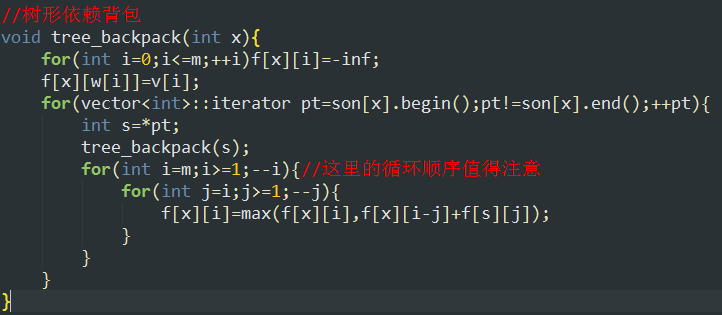 //树形依赖背包
void tree_backpack(int x){
    for(int i=0;i<=m;++i)f[x][i]=-inf;
    f[x][w[i]]=v[i];
    for(vector<int>::iterator pt=son[x].begin();pt!=son[x].end();++pt){
        int s=*pt;
        tree_backpack(s);
        for(int i=m;i>=1;--i){//这里的循环顺序值得注意
            for(int j=i;j>=1;--j){
                f[x][i]=max(f[x][i],f[x][i-j]+f[s][j]);
            }
        }
    }
}